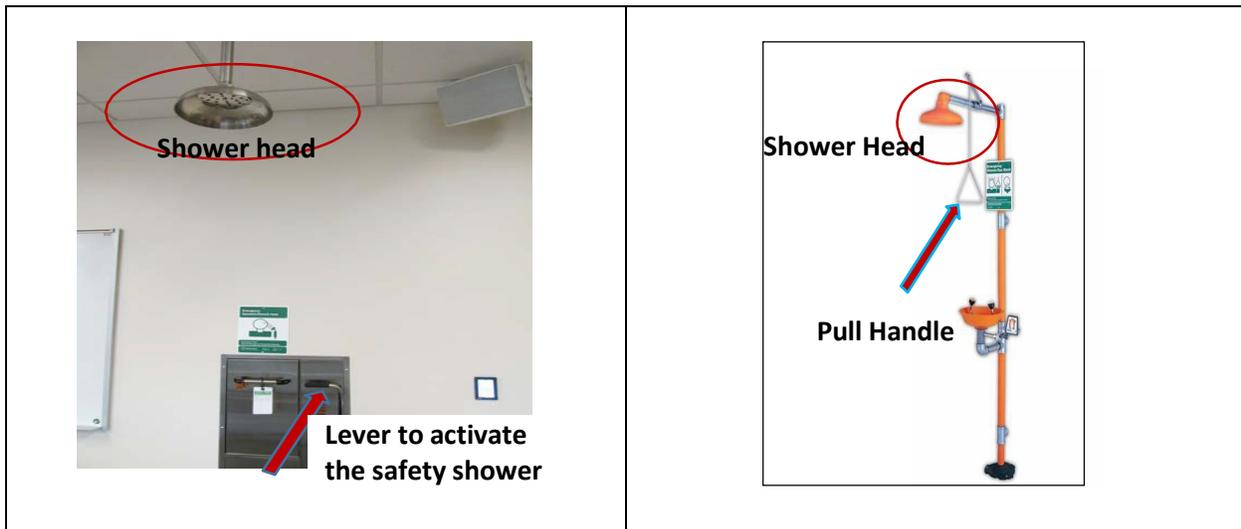 Shower head
Lever to activate
the safety shower
Shower Head
Pull Handle